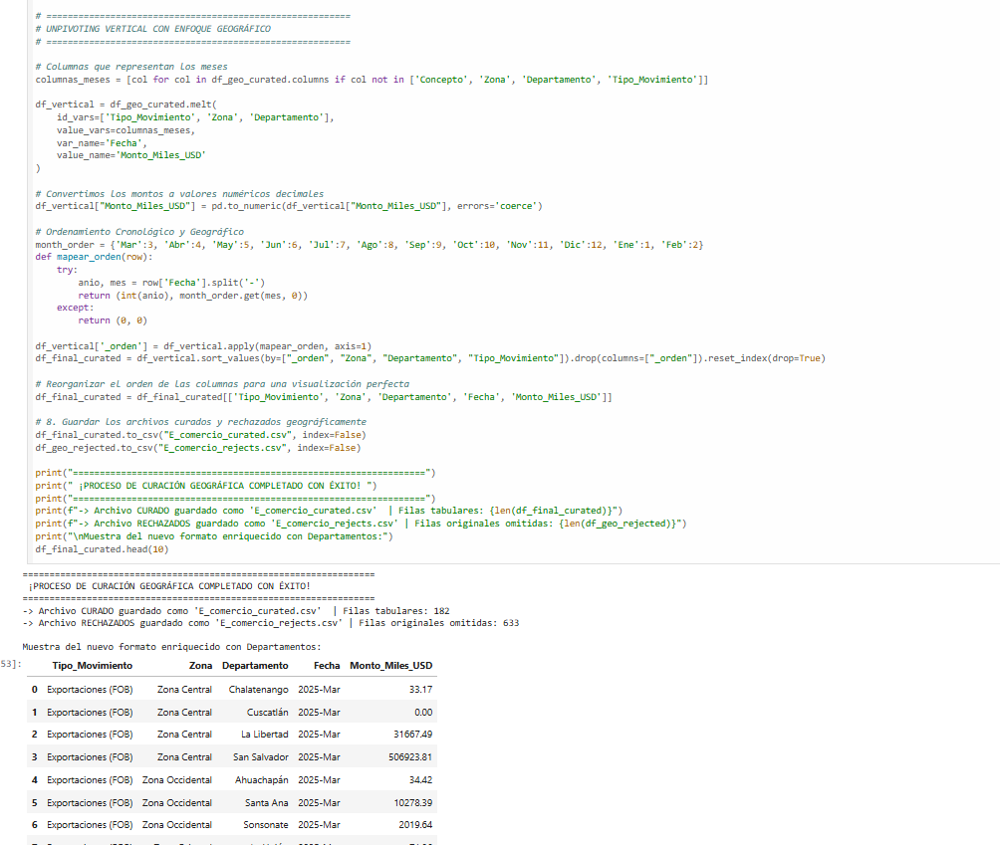 # ==========================================================
# UNPIVOTING VERTICAL CON ENFOQUE GEOGRÁFICO
# ==========================================================
# Columnas que representan los meses
columnas_meses = [col for col in df_geo_curated.columns if col not in ['Concepto', 'Zona', 'Departamento', 'Tipo_Movimiento']]
df_vertical = df_geo_curated.melt(
    id_vars=['Tipo_Movimiento', 'Zona', 'Departamento'],
    value_vars=columnas_meses,
    var_name='Fecha',
    value_name='Monto_Miles_USD'
)
# Convertimos los montos a valores numéricos decimales
df_vertical["Monto_Miles_USD"] = pd.to_numeric(df_vertical["Monto_Miles_USD"], errors='coerce')
# Ordenamiento Cronológico y Geográfico
month_order = {'Mar':3, 'Abr':4, 'May':5, 'Jun':6, 'Jul':7, 'Ago':8, 'Sep':9, 'Oct':10, 'Nov':11, 'Dic':12, 'Ene':1, 'Feb':2}
def mapear_orden(row):
    try:
        anio, mes = row['Fecha'].split('-')
        return (int(anio), month_order.get(mes, 0))
    except:
        return (0, 0)
df_vertical['_orden'] = df_vertical.apply(mapear_orden, axis=1)
df_final_curated = df_vertical.sort_values(by=["_orden", "Zona", "Departamento", "Tipo_Movimiento"]).drop(columns=["_orden"]).reset_index(drop=True)
# Reorganizar el orden de las columnas para una visualización perfecta
df_final_curated = df_final_curated[['Tipo_Movimiento', 'Zona', 'Departamento', 'Fecha', 'Monto_Miles_USD']]
# 8. Guardar los archivos curados y rechazados geográficamente
df_final_curated.to_csv("E_comercio_curated.csv", index=False)
df_geo_rejected.to_csv("E_comercio_rejects.csv", index=False)
print("===================================================================")
print(" ¡PROCESO DE CURACIÓN GEOGRÁFICA COMPLETADO CON ÉXITO! ")
print("===================================================================")
print(f"-> Archivo CURADO guardado como 'E_comercio_curated.csv'  | Filas tabulares: {len(df_final_curated)}")
print(f"-> Archivo RECHAZADOS guardado como 'E_comercio_rejects.csv' | Filas originales omitidas: {len(df_geo_rejected)}")
print("\nMuestra del nuevo formato enriquecido con Departamentos:")
df_final_curated.head(10)
===================================================================
 ¡PROCESO DE CURACIÓN GEOGRÁFICA COMPLETADO CON ÉXITO!
===================================================================
-> Archivo CURADO guardado como 'E_comercio_curated.csv'  | Filas tabulares: 182
-> Archivo RECHAZADOS guardado como 'E_comercio_rejects.csv' | Filas originales omitidas: 633
Muestra del nuevo formato enriquecido con Departamentos:
53]: Tipo_Movimiento Zona Departamento Fecha Monto_Miles_USD
0 Exportaciones (FOB) Zona Central Chalatenango 2025-Mar 33.17
1 Exportaciones (FOB) Zona Central Cuscatlán 2025-Mar 0.00
2 Exportaciones (FOB) Zona Central La Libertad 2025-Mar 31667.49
3 Exportaciones (FOB) Zona Central San Salvador 2025-Mar 506923.81
4 Exportaciones (FOB) Zona Occidental Ahuachapán 2025-Mar 34.42
5 Exportaciones (FOB) Zona Occidental Santa Ana 2025-Mar 10278.39
6 Exportaciones (FOB) Zona Occidental Sonsonate 2025-Mar 2019.64